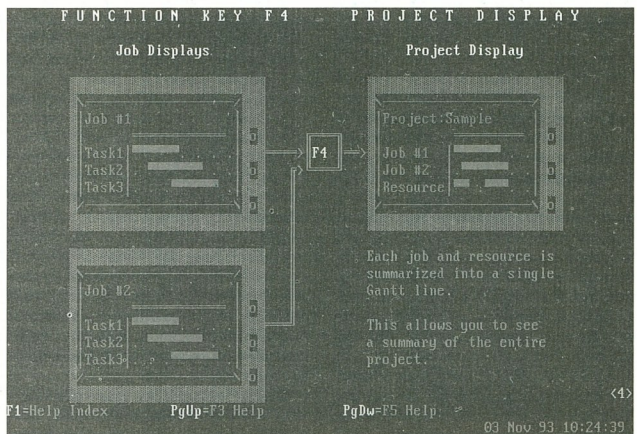 FUNCTION KEY F4 PROJECT DISPLAY
Job Displays
Project Display
Job #1
Task1
Task2
Task3
F4
Project:Sample
Job #1
Job #2
Resource
Job #2
Task1
Task2
Task3
Each job and resource is
summarized into a single
Gantt line.
This allows you to see
a summary of the entire
project.
<4>
F1=Help Index PgUp=F3 Help PgDw=F5 Help
03 Nov 93 10:24:39